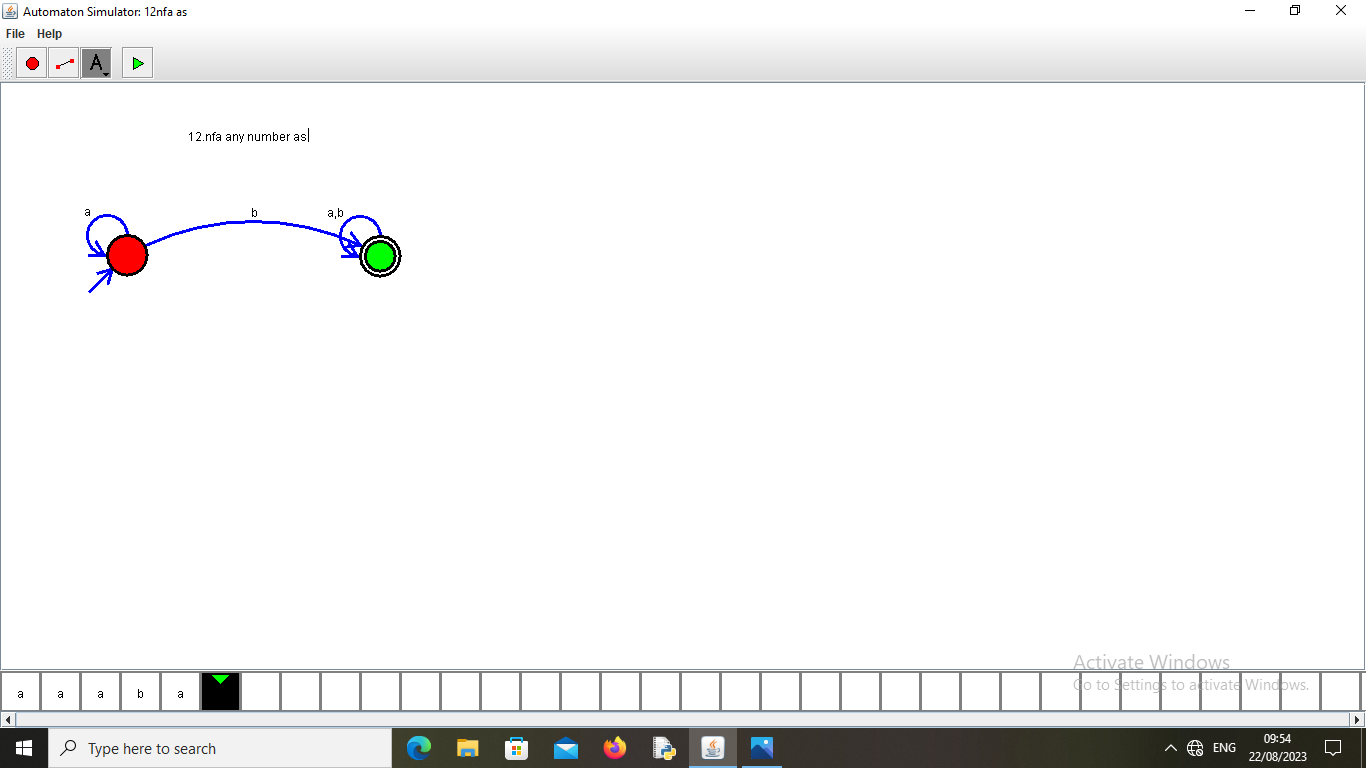 Automaton Simulator: 12nfa as
File Help
A
12.nfa any number as
a b a,b
Activate Windows
Go to Settings to activate Windows.
a a a b a
Type here to search
ENG
09:54
22/08/2023